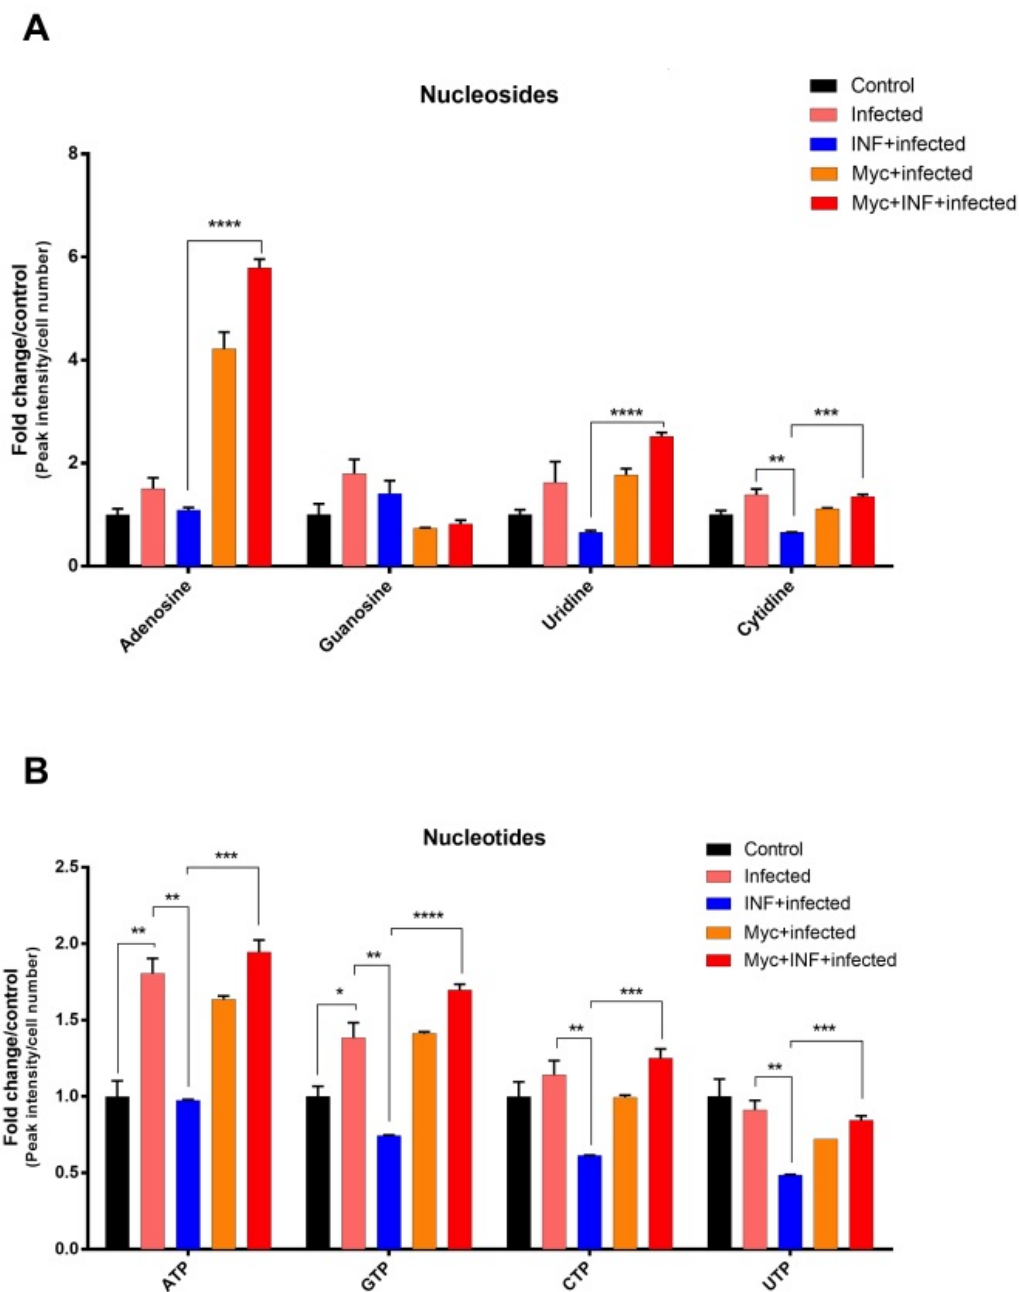 A
Nucleosides
Control
Infected
INF+infected
Myc+infected
Myc+INF+infected
Fold change/control
(Peak intensity/cell number)
8
6
4
2
0
****
****
**
***
Adenosine
Guanosine
Uridine
Cytidine
B
Nucleotides
Control
Infected
INF+infected
Myc+infected
Myc+INF+infected
Fold change/control
(Peak intensity/cell number)
2.5
2.0
1.5
1.0
0.5
0.0
**
**
***
*
**
****
**
***
**
***
ATP
GTP
CTP
UTP